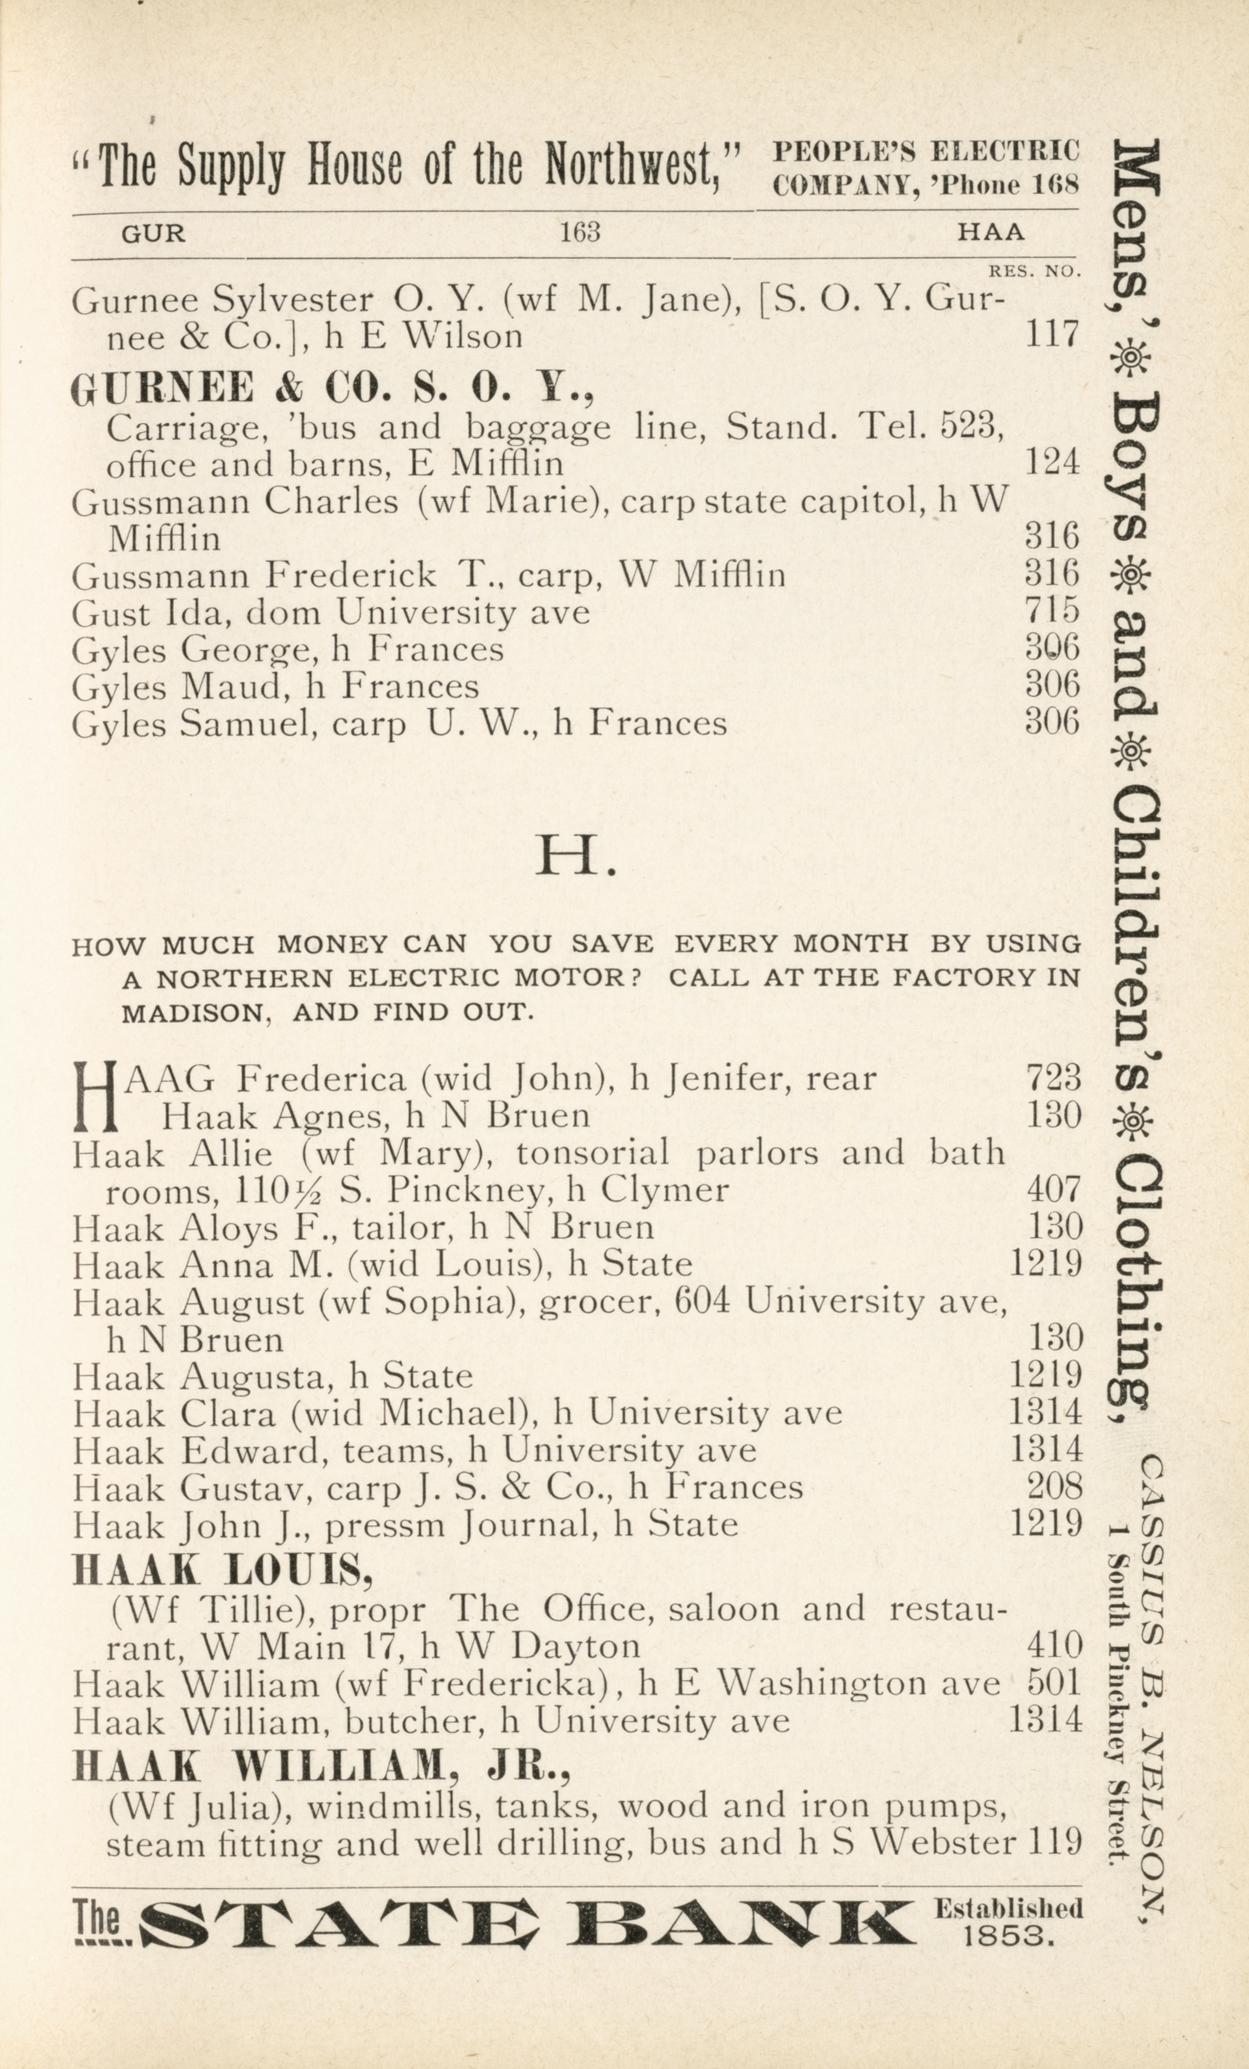 "The Supply House of the Northwest," PEOPLE'S ELECTRIC
COMPANY, 'Phone 168
GUR 163 HAA
RES. NO.
Gurnee Sylvester O. Y. (wf M. Jane), [S. O. Y. Gur-
nee & Co.], h E Wilson 117
GURNEE & CO. S. O. Y.,
Carriage, 'bus and baggage line, Stand. Tel. 523,
office and barns, E Mifflin 124
Gussmann Charles (wf Marie), carp state capitol, h W
Mifflin 316
Gussmann Frederick T., carp, W Mifflin 316
Gust Ida, dom University ave 715
Gyles George, h Frances 306
Gyles Maud, h Frances 306
Gyles Samuel, carp U. W., h Frances 306
H.
HOW MUCH MONEY CAN YOU SAVE EVERY MONTH BY USING
A NORTHERN ELECTRIC MOTOR? CALL AT THE FACTORY IN
MADISON, AND FIND OUT.
HAAG Frederica (wid John), h Jenifer, rear 723
Haak Agnes, h N Bruen 130
Haak Allie (wf Mary), tonsorial parlors and bath
rooms, 110½ S. Pinckney, h Clymer 407
Haak Aloys F., tailor, h N Bruen 130
Haak Anna M. (wid Louis), h State 1219
Haak August (wf Sophia), grocer, 604 University ave,
h N Bruen 130
Haak Augusta, h State 1219
Haak Clara (wid Michael), h University ave 1314
Haak Edward, teams, h University ave 1314
Haak Gustav, carp J. S. & Co., h Frances 208
Haak John J., pressm Journal, h State 1219
HAAK LOUIS,
(Wf Tillie), propr The Office, saloon and restau-
rant, W Main 17, h W Dayton 410
Haak William (wf Fredericka), h E Washington ave 501
Haak William, butcher, h University ave 1314
HAAK WILLIAM, JR.,
(Wf Julia), windmills, tanks, wood and iron pumps,
steam fitting and well drilling, bus and h S Webster 119
The STATE BANK Established
1853.
Mens,' Boys and Children's Clothing,
CASSIUS B. NELSON,
1 South Pinckney Street.